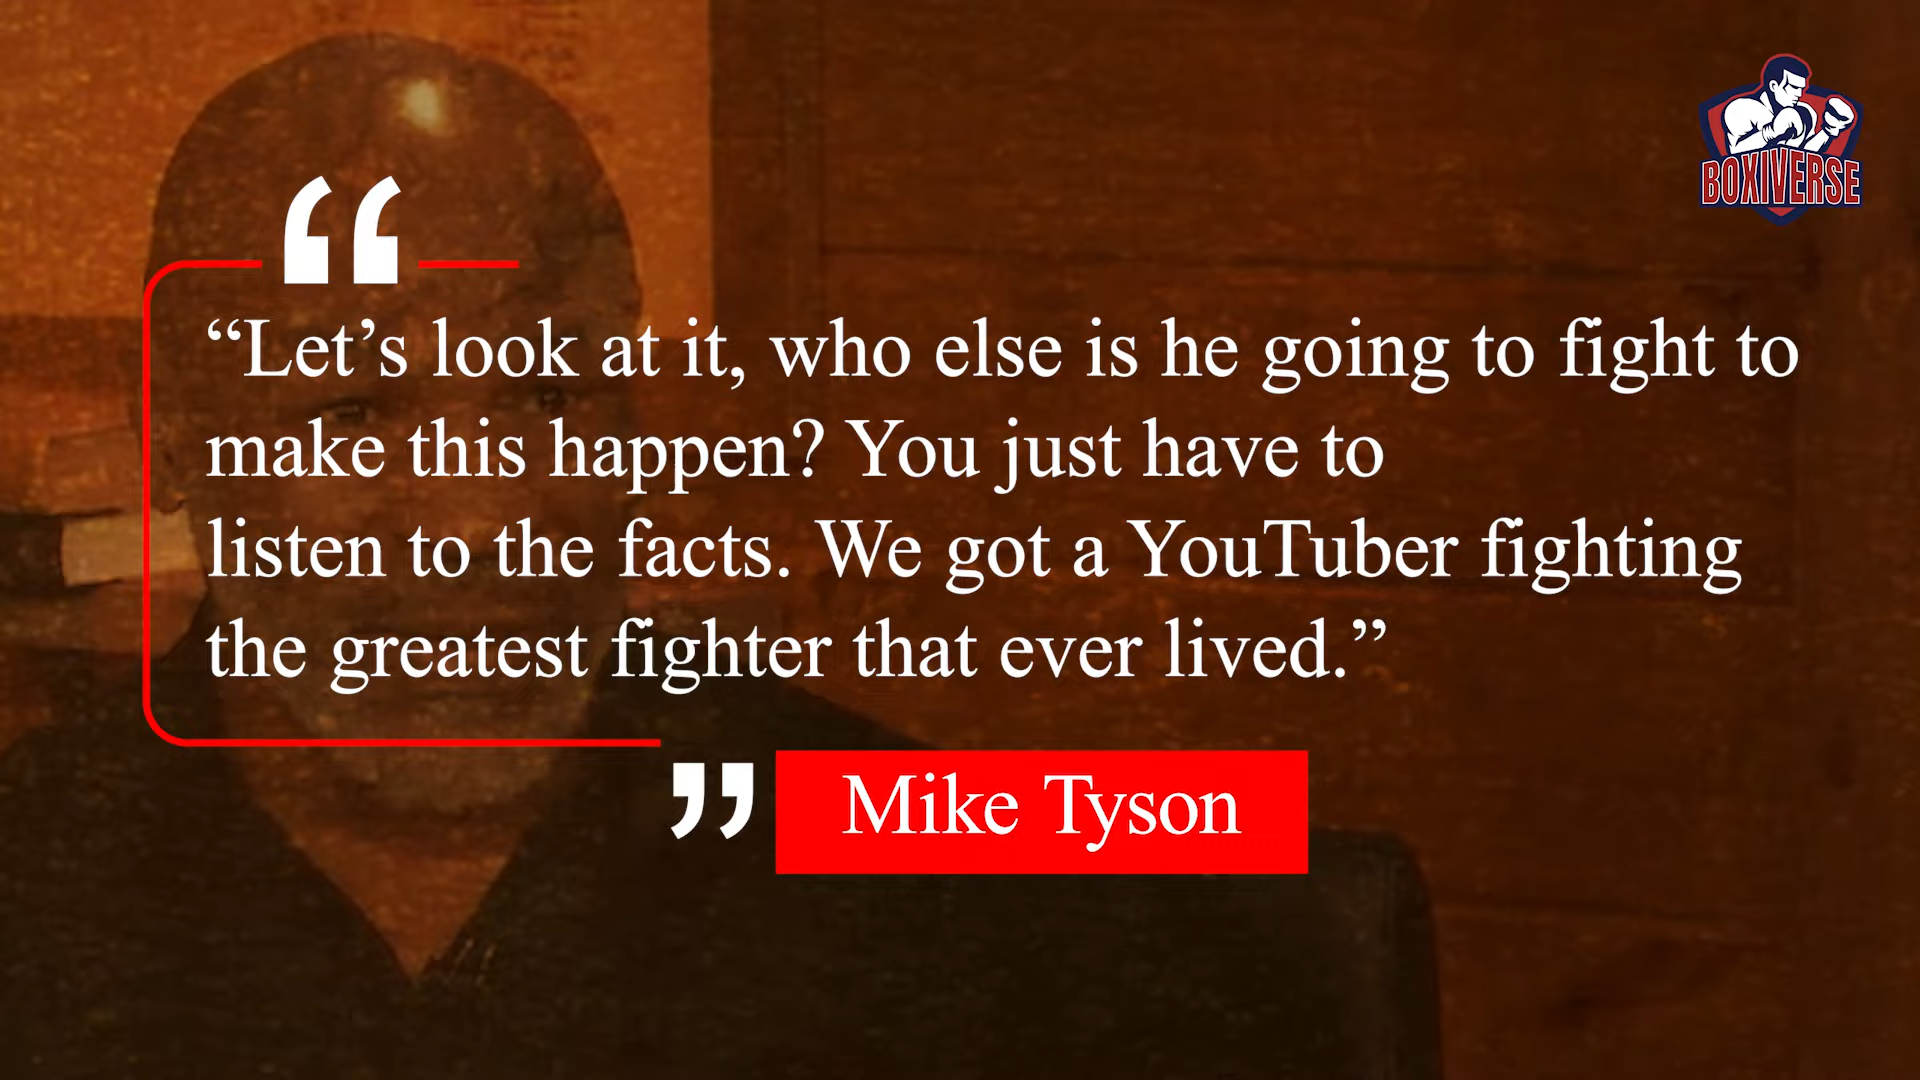 BOXIVERSE
“Let’s look at it, who else is he going to fight to
make this happen? You just have to
listen to the facts. We got a YouTuber fighting
the greatest fighter that ever lived.”
Mike Tyson